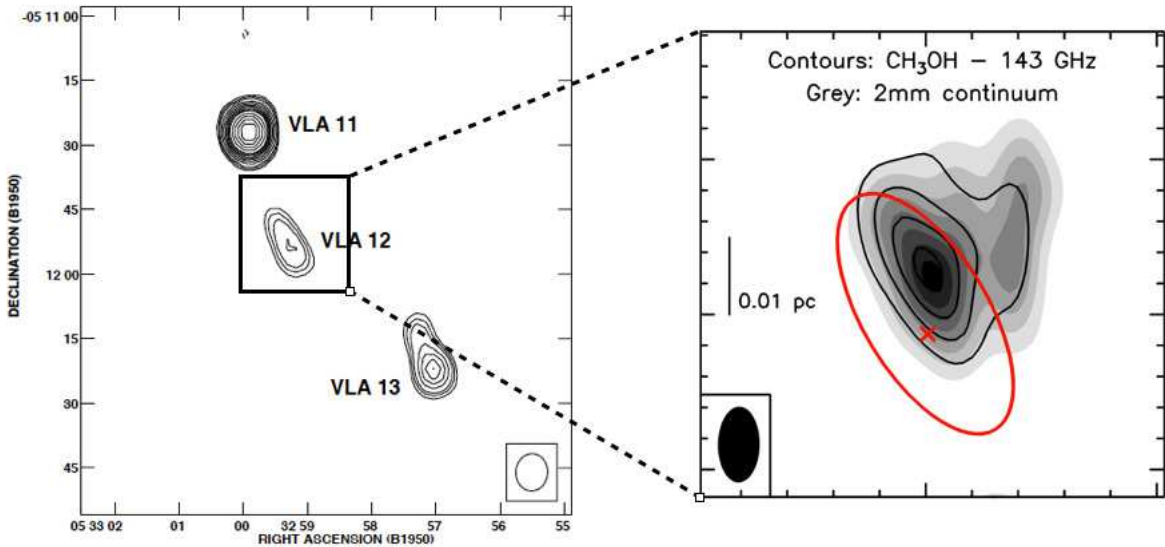 -05 11 00
15
30
45
12 00
15
30
45
DECLINATION (B1950)
VLA 11
VLA 12
VLA 13
05 33 02 01 00 32 59 58 57 56 55
RIGHT ASCENSION (B1950)
Contours: CH₃OH – 143 GHz
Grey: 2mm continuum
0.01 pc